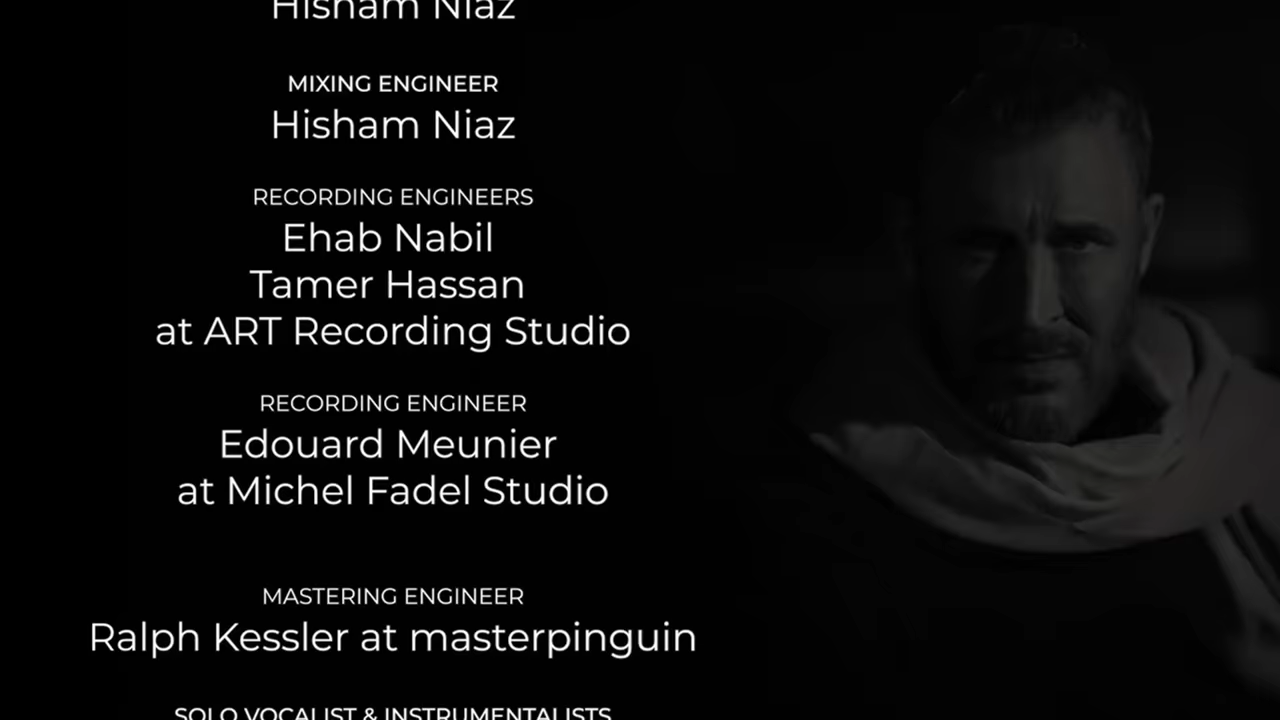 Hisham Niaz
MIXING ENGINEER
Hisham Niaz
RECORDING ENGINEERS
Ehab Nabil
Tamer Hassan
at ART Recording Studio
RECORDING ENGINEER
Edouard Meunier
at Michel Fadel Studio
MASTERING ENGINEER
Ralph Kessler at masterpinguin
SOLO VOCALIST & INSTRUMENTALISTS